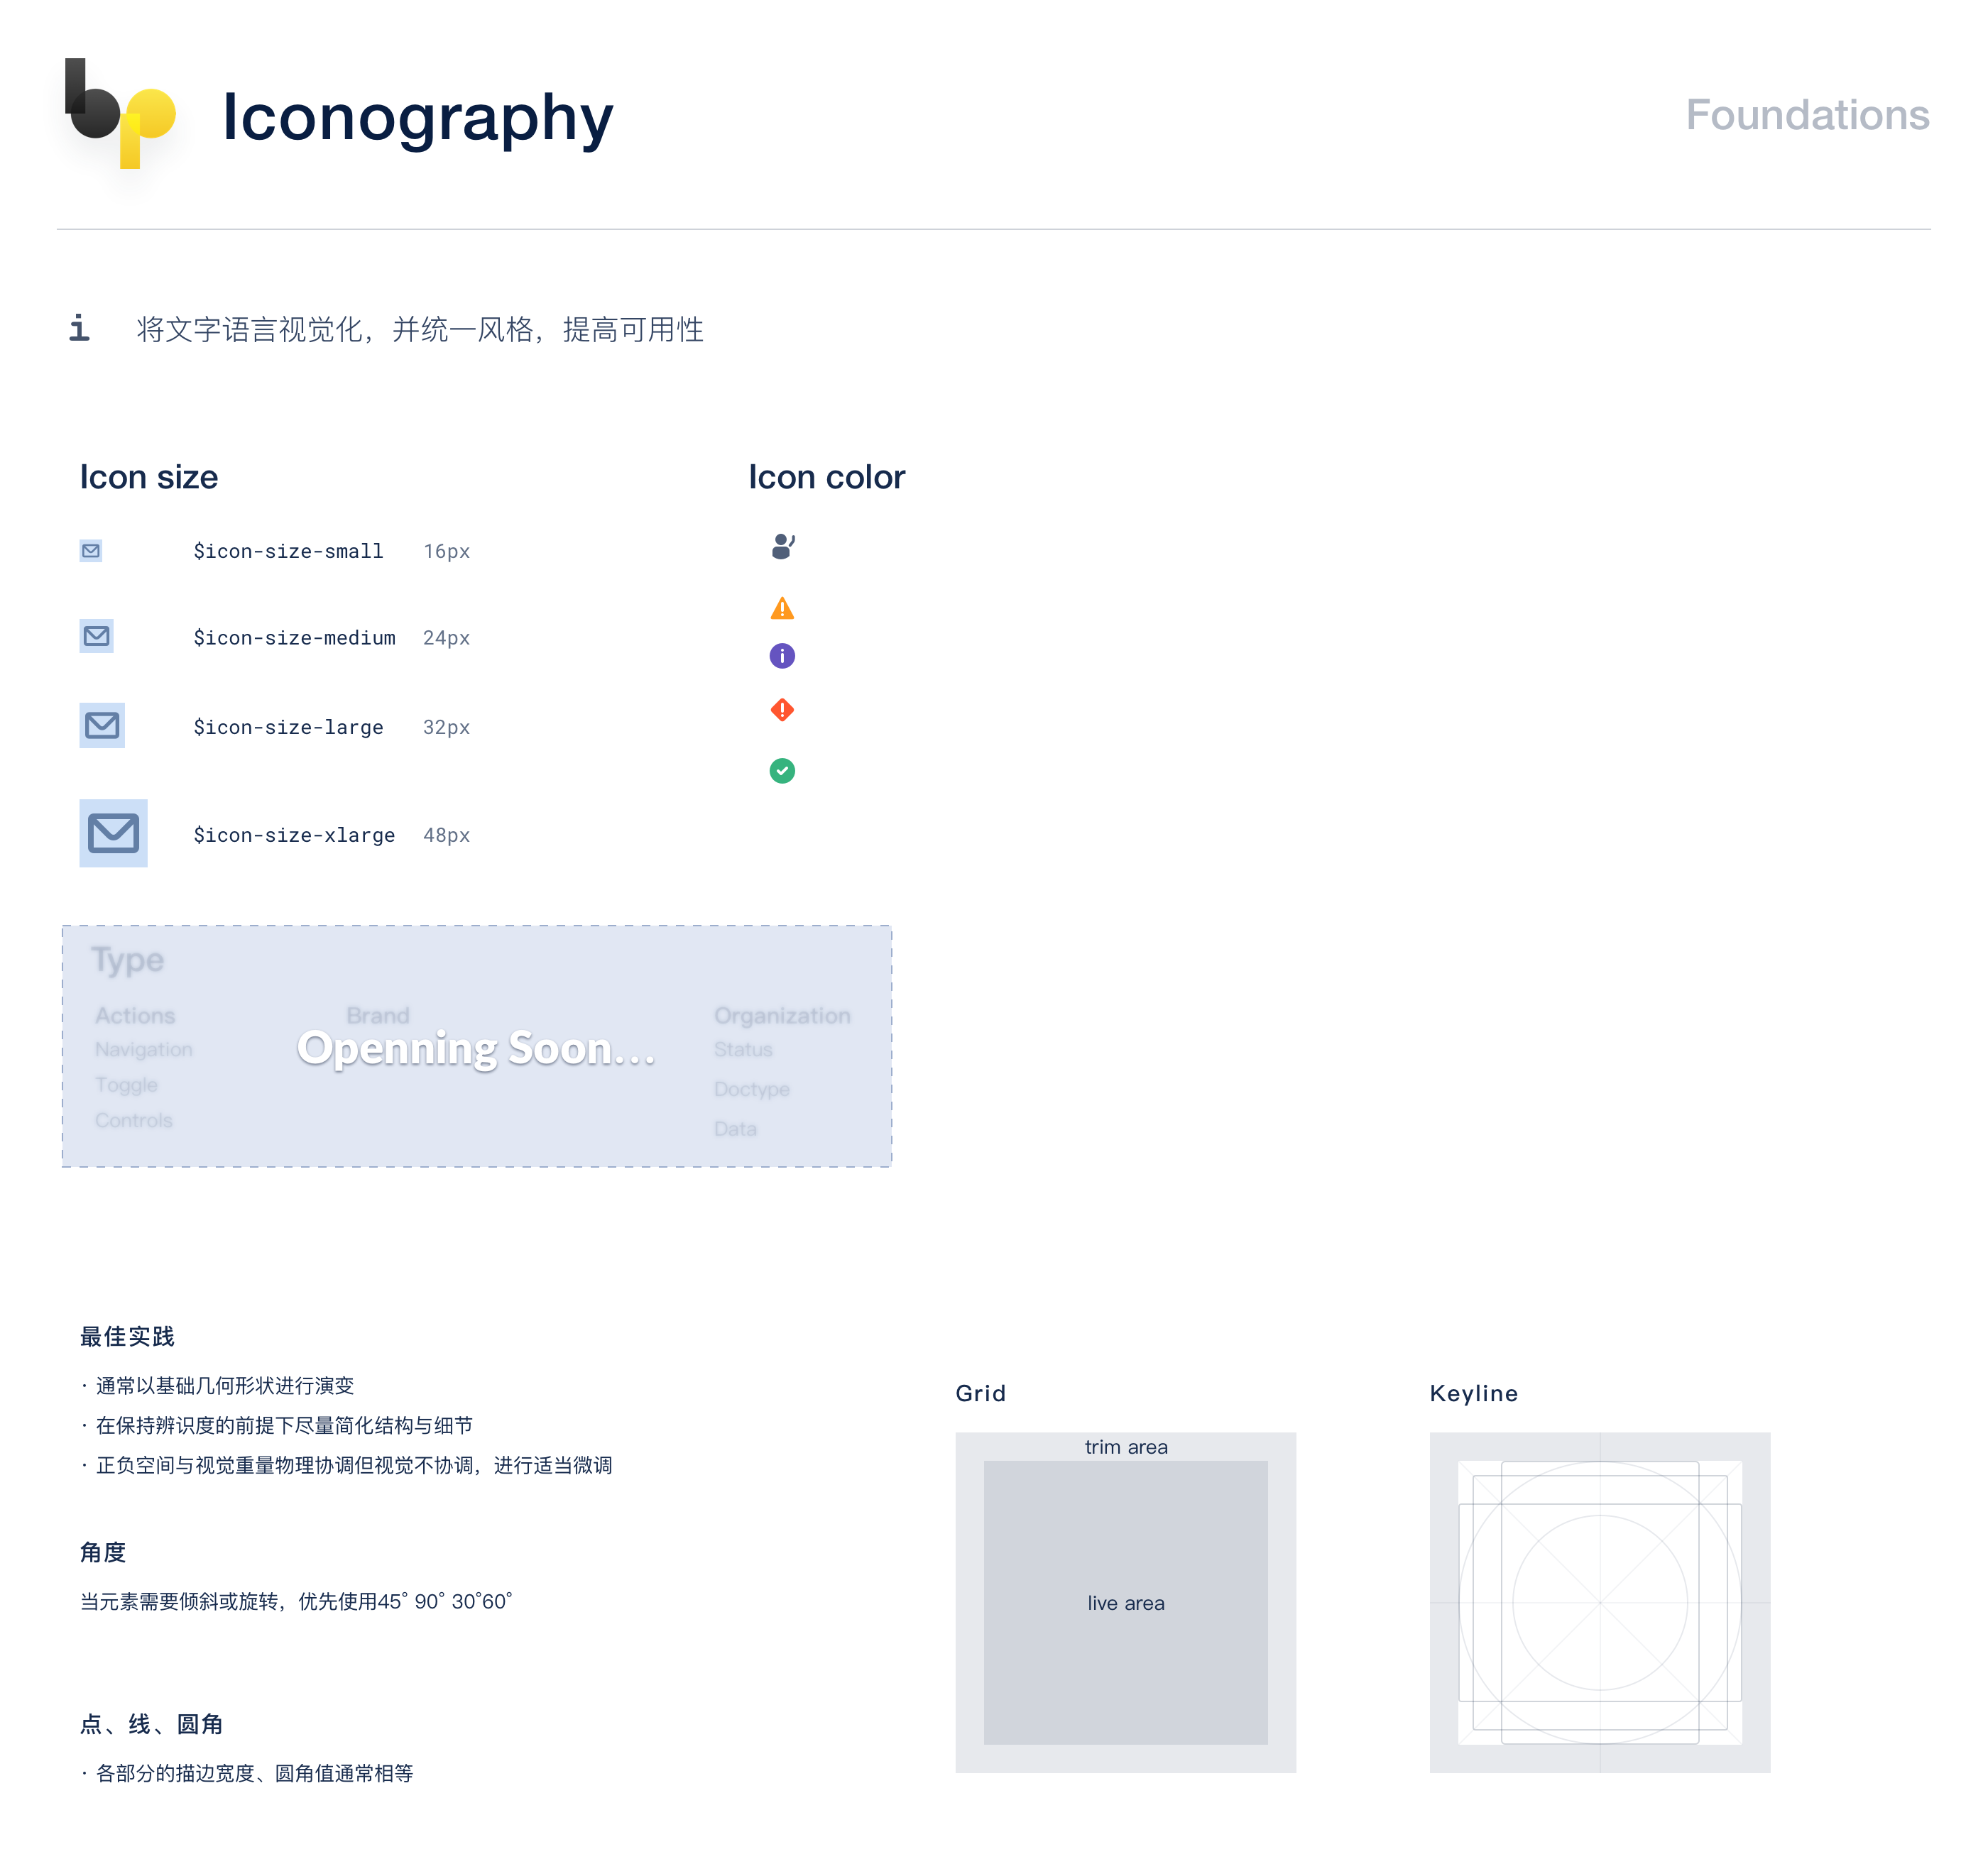 bp
Iconography
Foundations
i 将文字语言视觉化，并统一风格，提高可用性
Icon size
$icon-size-small 16px
$icon-size-medium 24px
$icon-size-large 32px
$icon-size-xlarge 48px
Icon color
Type
Actions
Navigation
Toggle
Controls
Brand
Openning Soon...
Organization
Status
Doctype
Data
最佳实践
· 通常以基础几何形状进行演变
· 在保持辨识度的前提下尽量简化结构与细节
· 正负空间与视觉重量物理协调但视觉不协调，进行适当微调
角度
当元素需要倾斜或旋转，优先使用45° 90° 30°60°
点、线、圆角
· 各部分的描边宽度、圆角值通常相等
Grid
trim area
live area
Keyline